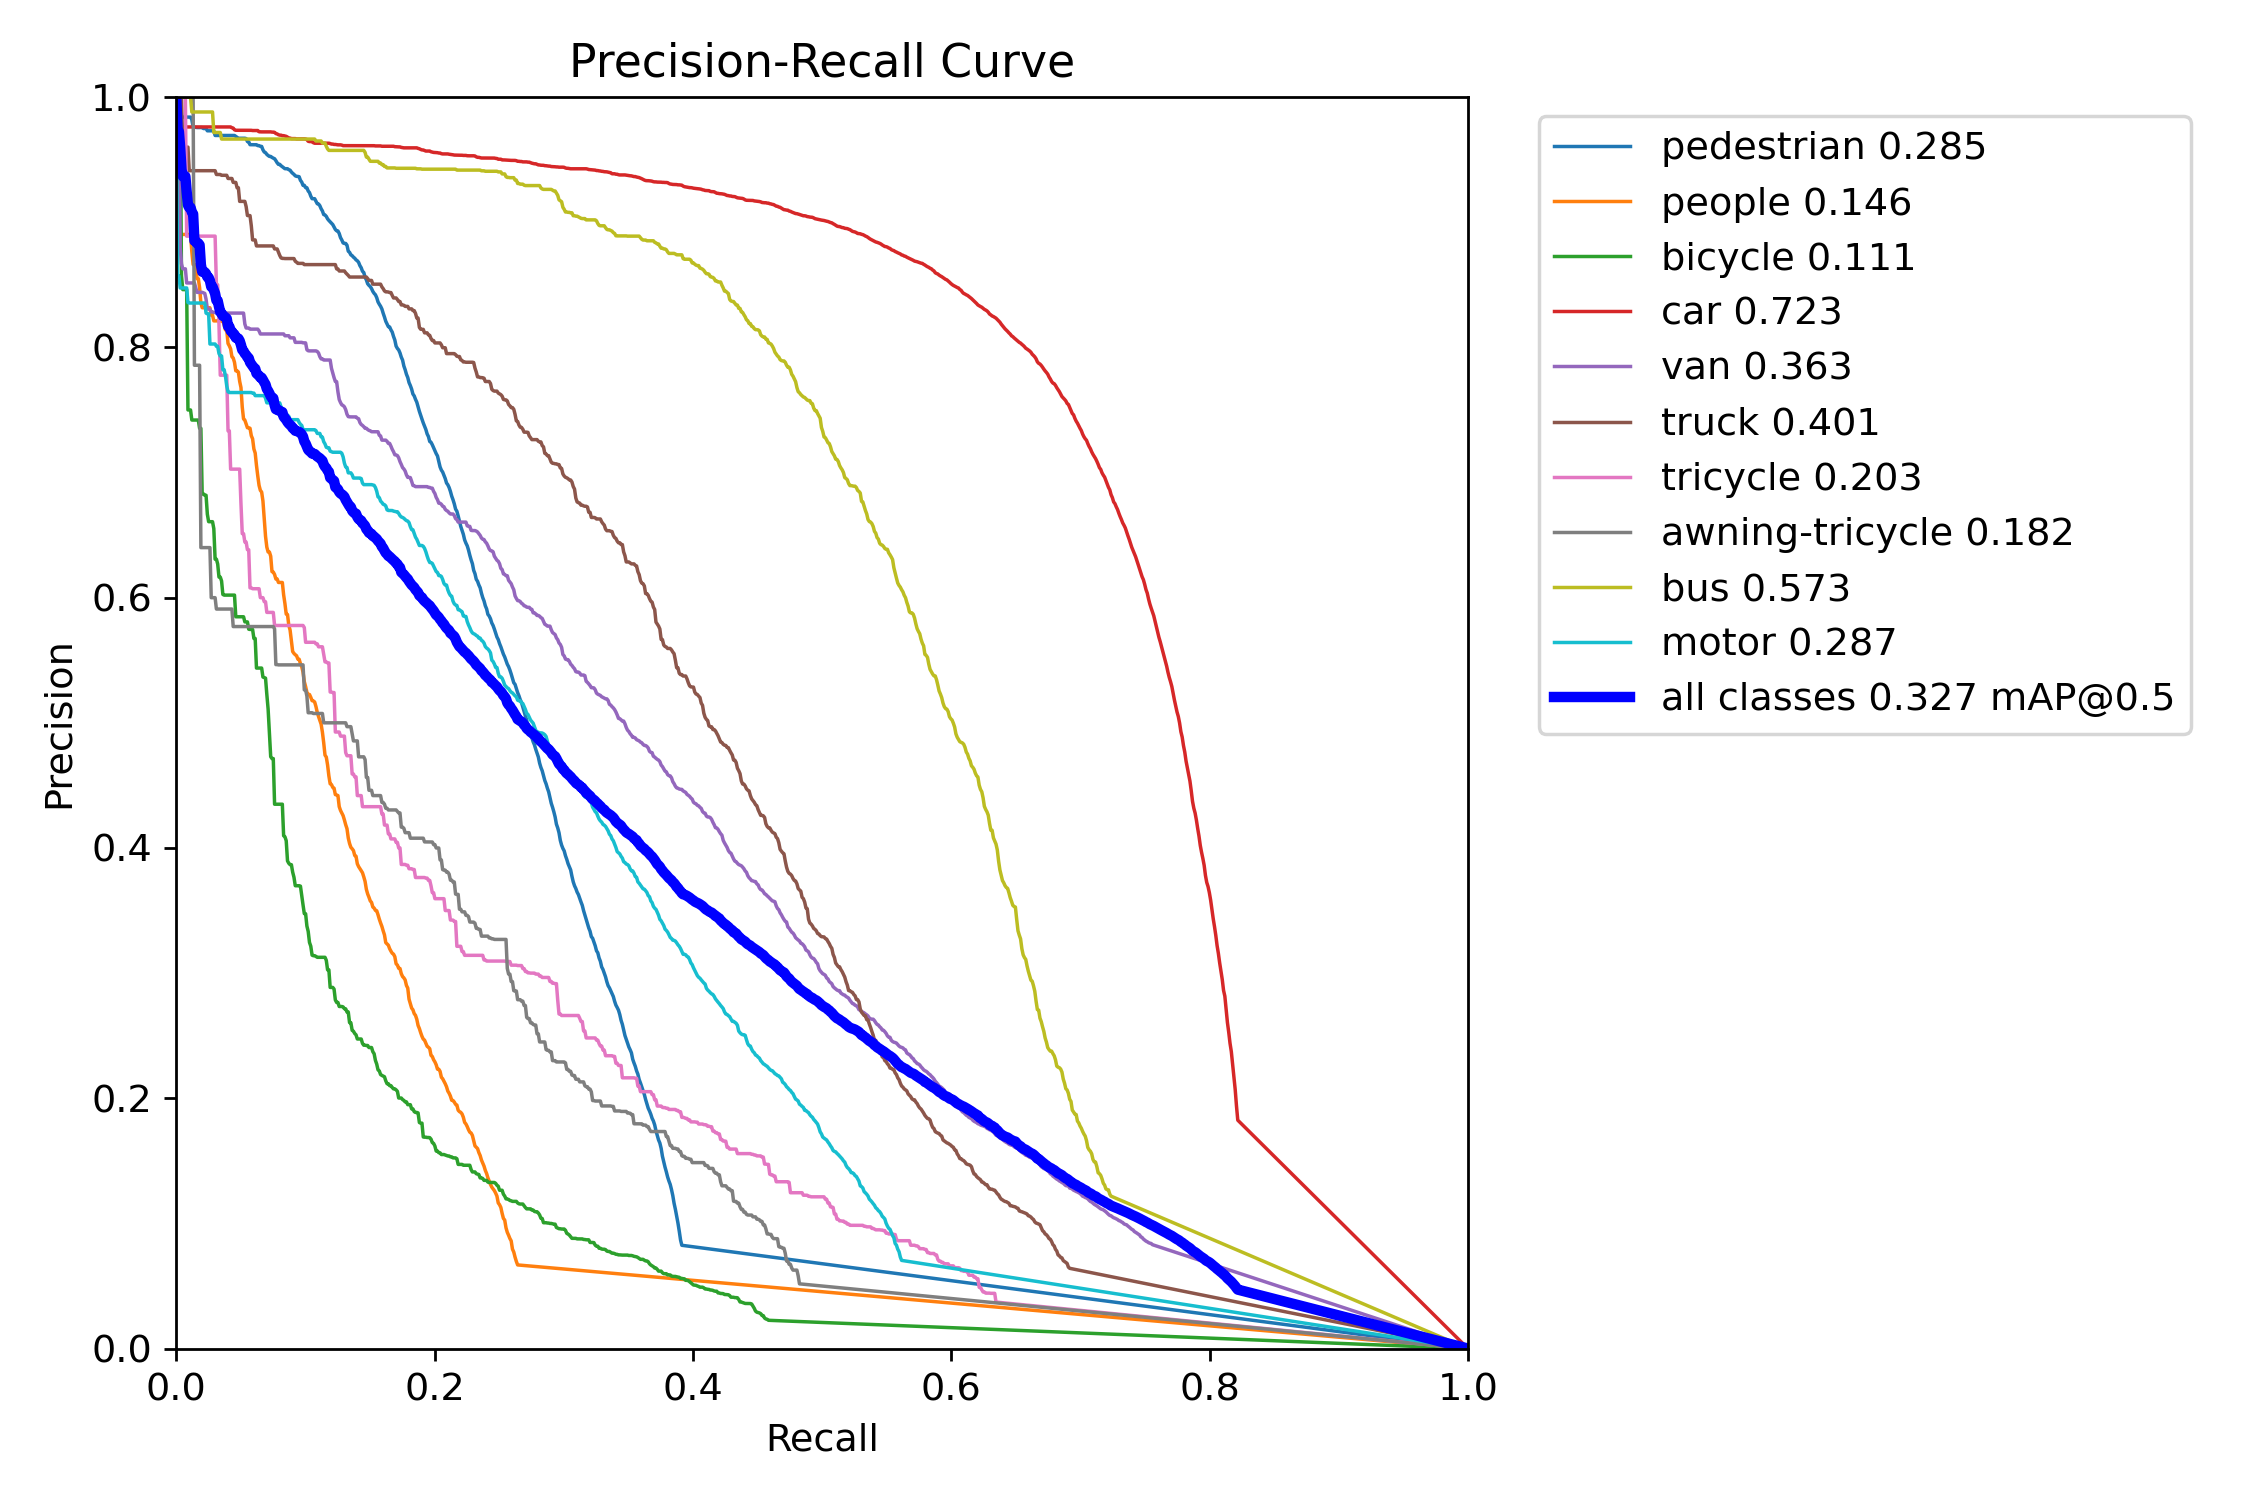 Precision-Recall Curve
1.0
0.8
0.6
0.4
0.2
0.0
Precision
0.0 0.2 0.4 0.6 0.8 1.0
Recall
pedestrian 0.285
people 0.146
bicycle 0.111
car 0.723
van 0.363
truck 0.401
tricycle 0.203
awning-tricycle 0.182
bus 0.573
motor 0.287
all classes 0.327 mAP@0.5